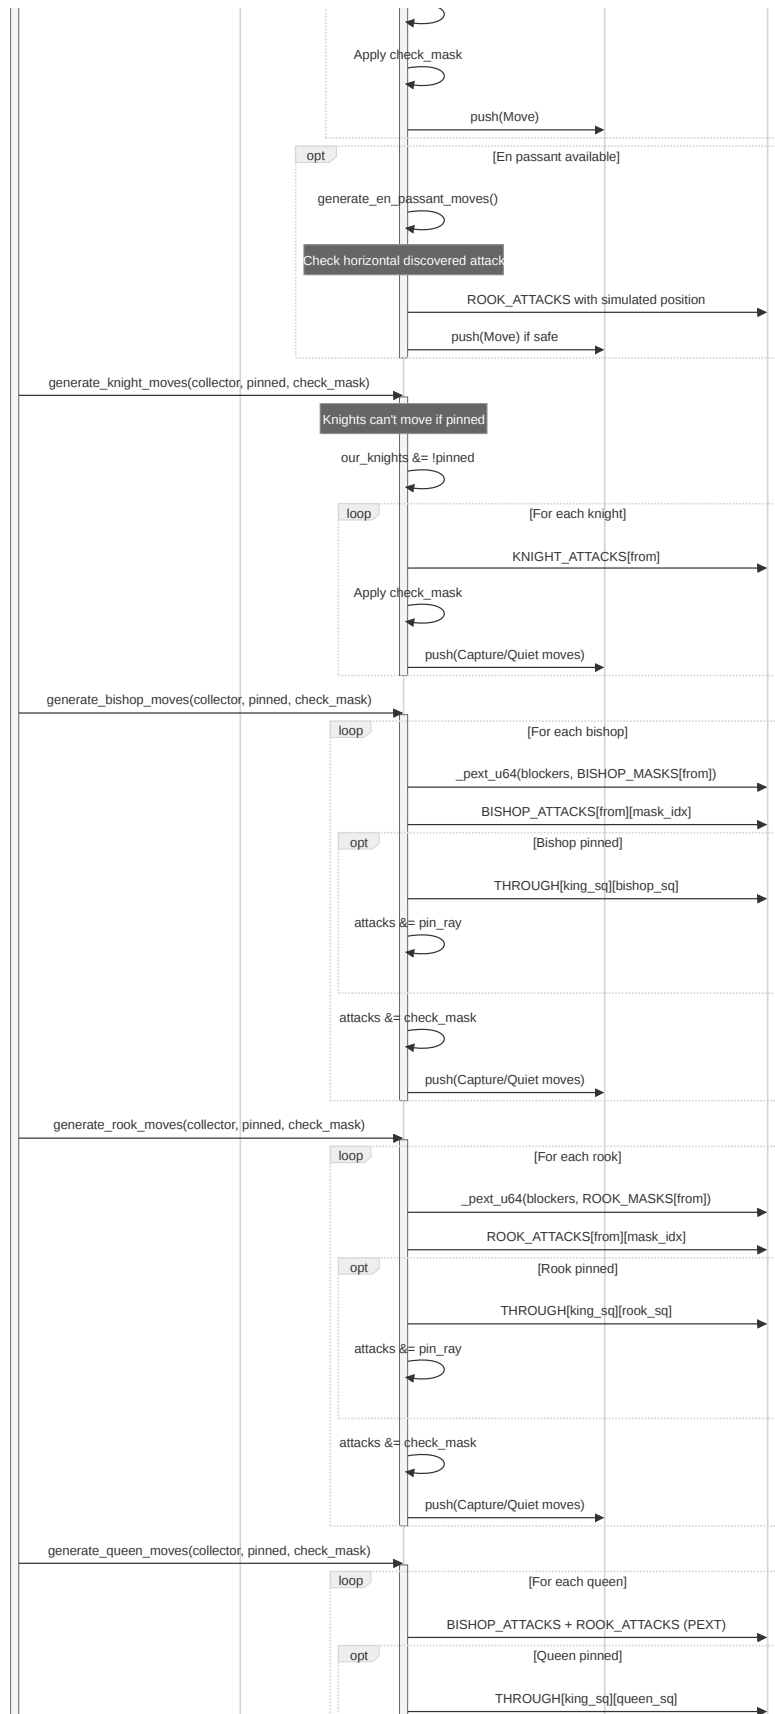 Apply check_mask
push(Move)
opt
[En passant available]
generate_en_passant_moves()
Check horizontal discovered attack
ROOK_ATTACKS with simulated position
push(Move) if safe
generate_knight_moves(collector, pinned, check_mask)
Knights can't move if pinned
our_knights &= !pinned
loop
[For each knight]
KNIGHT_ATTACKS[from]
Apply check_mask
push(Capture/Quiet moves)
generate_bishop_moves(collector, pinned, check_mask)
loop
[For each bishop]
_pext_u64(blockers, BISHOP_MASKS[from])
BISHOP_ATTACKS[from][mask_idx]
opt
[Bishop pinned]
THROUGH[king_sq][bishop_sq]
attacks &= pin_ray
attacks &= check_mask
push(Capture/Quiet moves)
generate_rook_moves(collector, pinned, check_mask)
loop
[For each rook]
_pext_u64(blockers, ROOK_MASKS[from])
ROOK_ATTACKS[from][mask_idx]
opt
[Rook pinned]
THROUGH[king_sq][rook_sq]
attacks &= pin_ray
attacks &= check_mask
push(Capture/Quiet moves)
generate_queen_moves(collector, pinned, check_mask)
loop
[For each queen]
BISHOP_ATTACKS + ROOK_ATTACKS (PEXT)
opt
[Queen pinned]
THROUGH[king_sq][queen_sq]